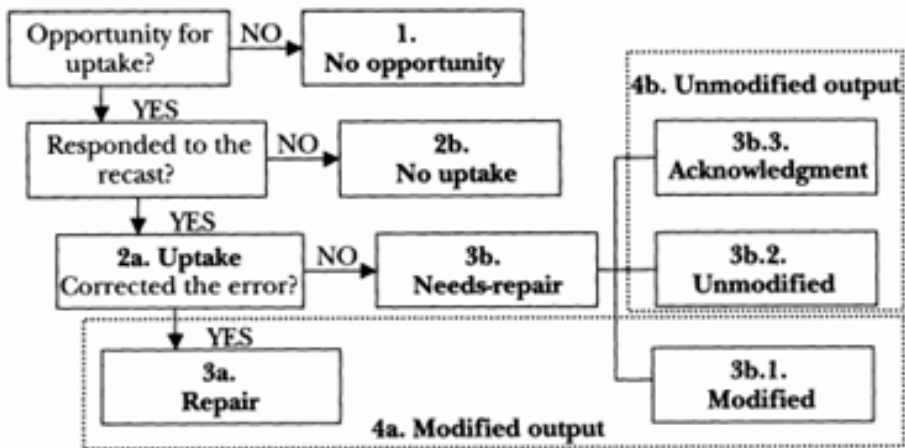 Opportunity for
uptake?
NO
1.
No opportunity
YES
Responded to the
recast?
NO
2b.
No uptake
YES
2a. Uptake
Corrected the error?
NO
3b.
Needs-repair
4b. Unmodified output
3b.3.
Acknowledgment
3b.2.
Unmodified
YES
3a.
Repair
3b.1.
Modified
4a. Modified output